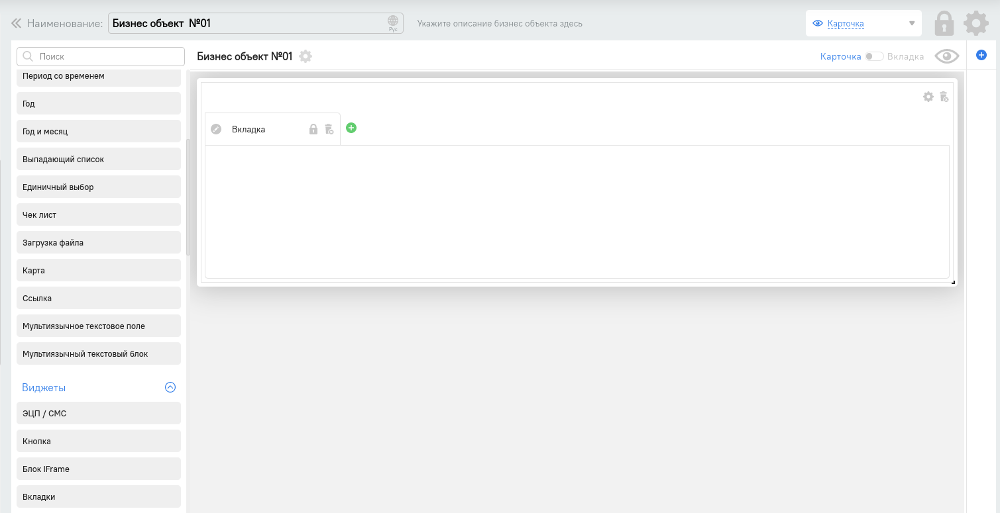 Наименование:
Бизнес объект №01
Рус
Укажите описание бизнес объекта здесь
Карточка
Поиск
Бизнес объект №01
Карточка
Вкладка
Период со временем
Год
Год и месяц
Выпадающий список
Единичный выбор
Чек лист
Загрузка файла
Карта
Ссылка
Мультиязычное текстовое поле
Мультиязычный текстовый блок
Виджеты
ЭЦП / СМС
Кнопка
Блок IFrame
Вкладки
Вкладка